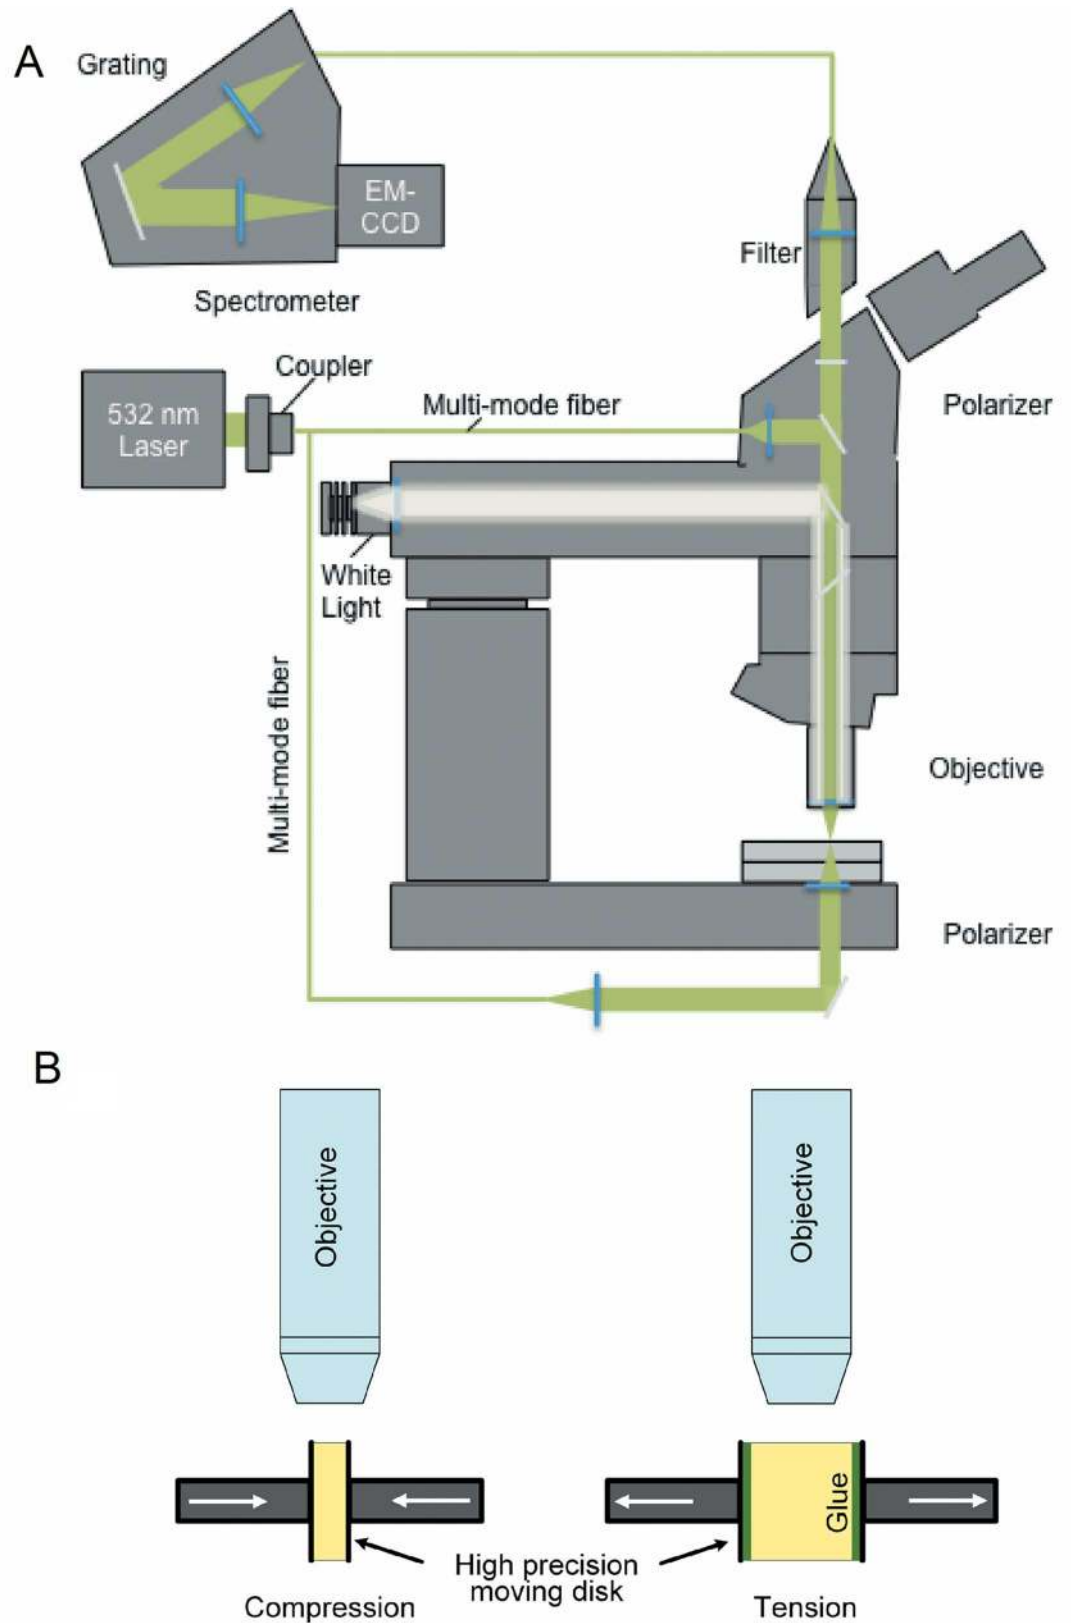 A
Grating
EM-
CCD
Filter
Spectrometer
Coupler
532 nm
Laser
Multi-mode fiber
Polarizer
White
Light
Multi-mode fiber
Objective
Polarizer
B
Objective
Objective
Glue
High precision
moving disk
Compression
Tension